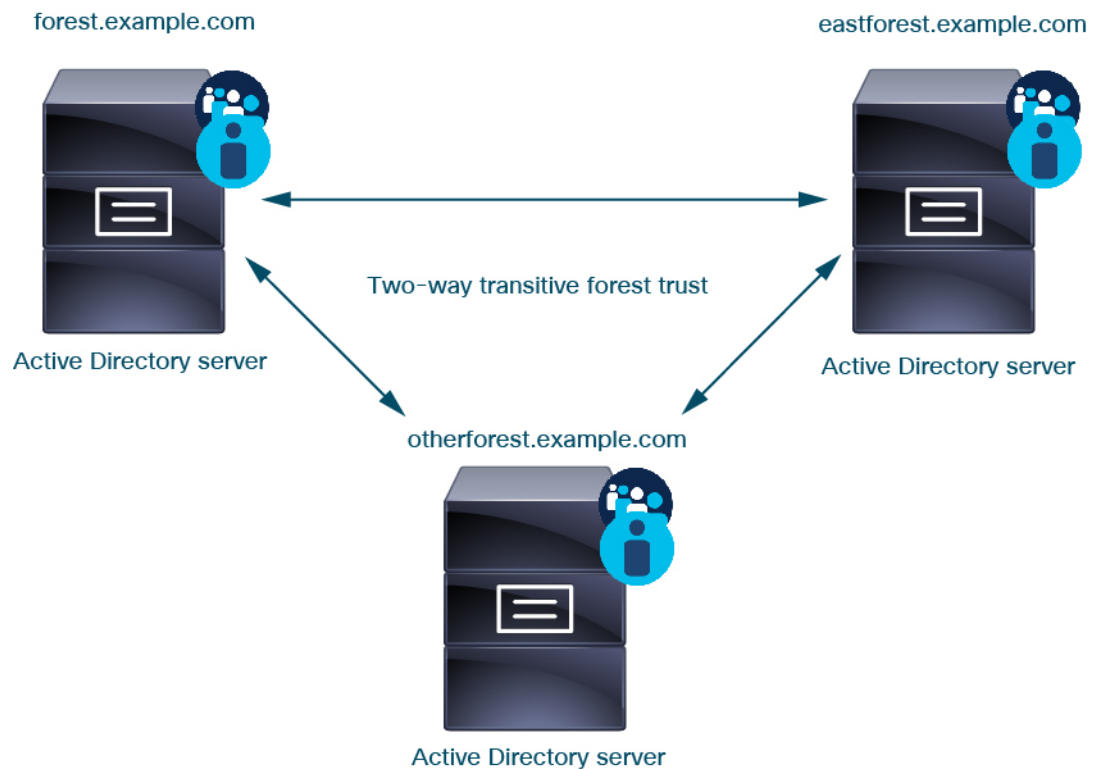 forest.example.com
eastforest.example.com
Two-way transitive forest trust
Active Directory server
Active Directory server
otherforest.example.com
Active Directory server